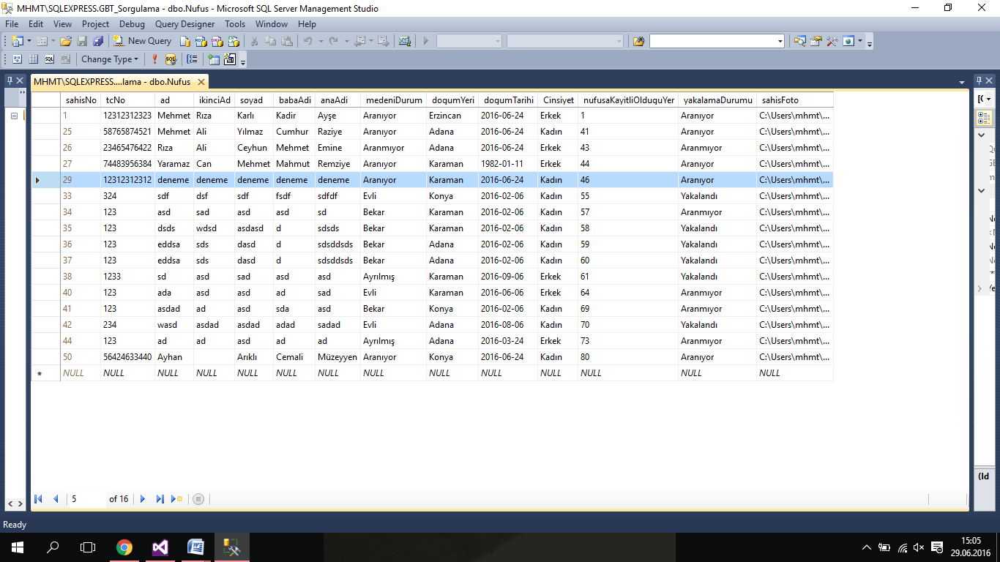 MHMT\SQLEXPRESS.GBT_Sorgulama - dbo.Nufus - Microsoft SQL Server Management Studio
File Edit View Project Debug Query Designer Tools Window Help
New Query
Change Type
MHMT\SQLEXPRESS....lama - dbo.Nufus
sahisNo tcNo ad ikinciAd soyad babaAdi anaAdi medeniDurum dogumYeri dogumTarihi Cinsiyet nufusaKayitliOlduguYer yakalamaDurumu sahisFoto
1 12312312323 Mehmet Rıza Karlı Kadir Ayşe Aranıyor Erzincan 2016-06-24 Erkek 1 Aranıyor C:\Users\mhmt\...
25 58765874521 Mehmet Ali Yılmaz Cumhur Raziye Aranıyor Adana 2016-06-24 Kadın 41 Aranıyor C:\Users\mhmt\...
26 23465476422 Rıza Ali Ceyhun Mehmet Emine Aranmıyor Adana 2016-06-24 Kadın 43 Aranmıyor C:\Users\mhmt\...
27 74483956384 Yaramaz Can Mehmet Mahmut Remziye Aranıyor Karaman 1982-01-11 Erkek 44 Aranıyor C:\Users\mhmt\...
29 12312312312 deneme deneme deneme deneme deneme Aranıyor Karaman 2016-06-24 Kadın 46 Aranıyor C:\Users\mhmt\...
33 324 sdf dsf sdf fsdf sdfdf Evli Konya 2016-02-06 Kadın 55 Yakalandı C:\Users\mhmt\...
34 123 asd sad asd asd sd Bekar Karaman 2016-02-06 Kadın 57 Aranmıyor C:\Users\mhmt\...
35 123 dsds wdsd asdasd d sdsds Bekar Karaman 2016-02-06 Kadın 58 Yakalandı C:\Users\mhmt\...
36 123 eddsa sds dasd d sdsddsds Bekar Adana 2016-02-06 Kadın 59 Yakalandı C:\Users\mhmt\...
37 123 eddsa sds dasd d sdsddsds Bekar Adana 2016-02-06 Kadın 60 Yakalandı C:\Users\mhmt\...
38 1233 sd asd sad asd asd Ayrılmış Karaman 2016-09-06 Erkek 61 Yakalandı C:\Users\mhmt\...
40 123 ada asd asd ad sad Evli Karaman 2016-06-06 Erkek 64 Aranmıyor C:\Users\mhmt\...
41 123 asdad ad asd sda asd Bekar Konya 2016-02-06 Kadın 69 Aranmıyor C:\Users\mhmt\...
42 234 wasd asdad asdad adad sadad Evli Adana 2016-08-06 Kadın 70 Yakalandı C:\Users\mhmt\...
44 123 ad ad asd ad ad Ayrılmış Adana 2016-03-24 Erkek 73 Aranmıyor C:\Users\mhmt\...
50 56424633440 Ayhan Arıklı Cemali Müzeyyen Aranıyor Konya 2016-06-24 Kadın 80 Aranıyor C:\Users\mhmt\...
NULL NULL NULL NULL NULL NULL NULL NULL NULL NULL NULL NULL NULL NULL
5 of 16
(Id
Ready
15:05
29.06.2016